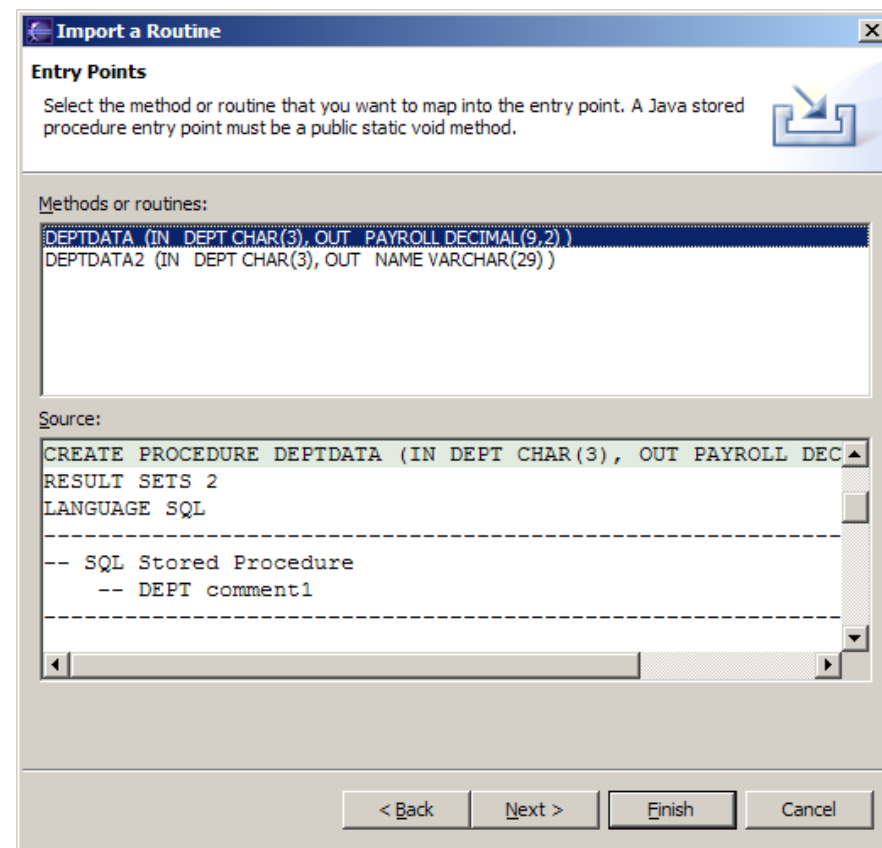 Import a Routine
Entry Points
Select the method or routine that you want to map into the entry point. A Java stored
procedure entry point must be a public static void method.
Methods or routines:
DEPTDATA (IN DEPT CHAR(3), OUT PAYROLL DECIMAL(9,2) )
DEPTDATA2 (IN DEPT CHAR(3), OUT NAME VARCHAR(29) )
Source:
CREATE PROCEDURE DEPTDATA (IN DEPT CHAR(3), OUT PAYROLL DEC
RESULT SETS 2
LANGUAGE SQL
-----------------------------------------------------------
-- SQL Stored Procedure
-- DEPT comment1
-----------------------------------------------------------
< Back Next > Finish Cancel